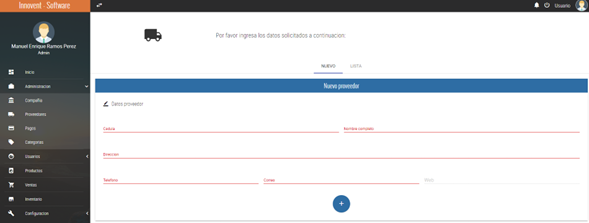 Innovent - Software
Usuario
Manuel Enrique Ramos Perez
Admin
Por favor ingresa los datos solicitados a continuacion:
NUEVO
LISTA
Inicio
Administracion
Compañia
Proveedores
Pagos
Categorias
Usuarios
Productos
Ventas
Inventario
Configuracion
Nuevo proveedor
Datos proveedor
Cedula
Nombre completo
Direccion
Telefono
Correo
+